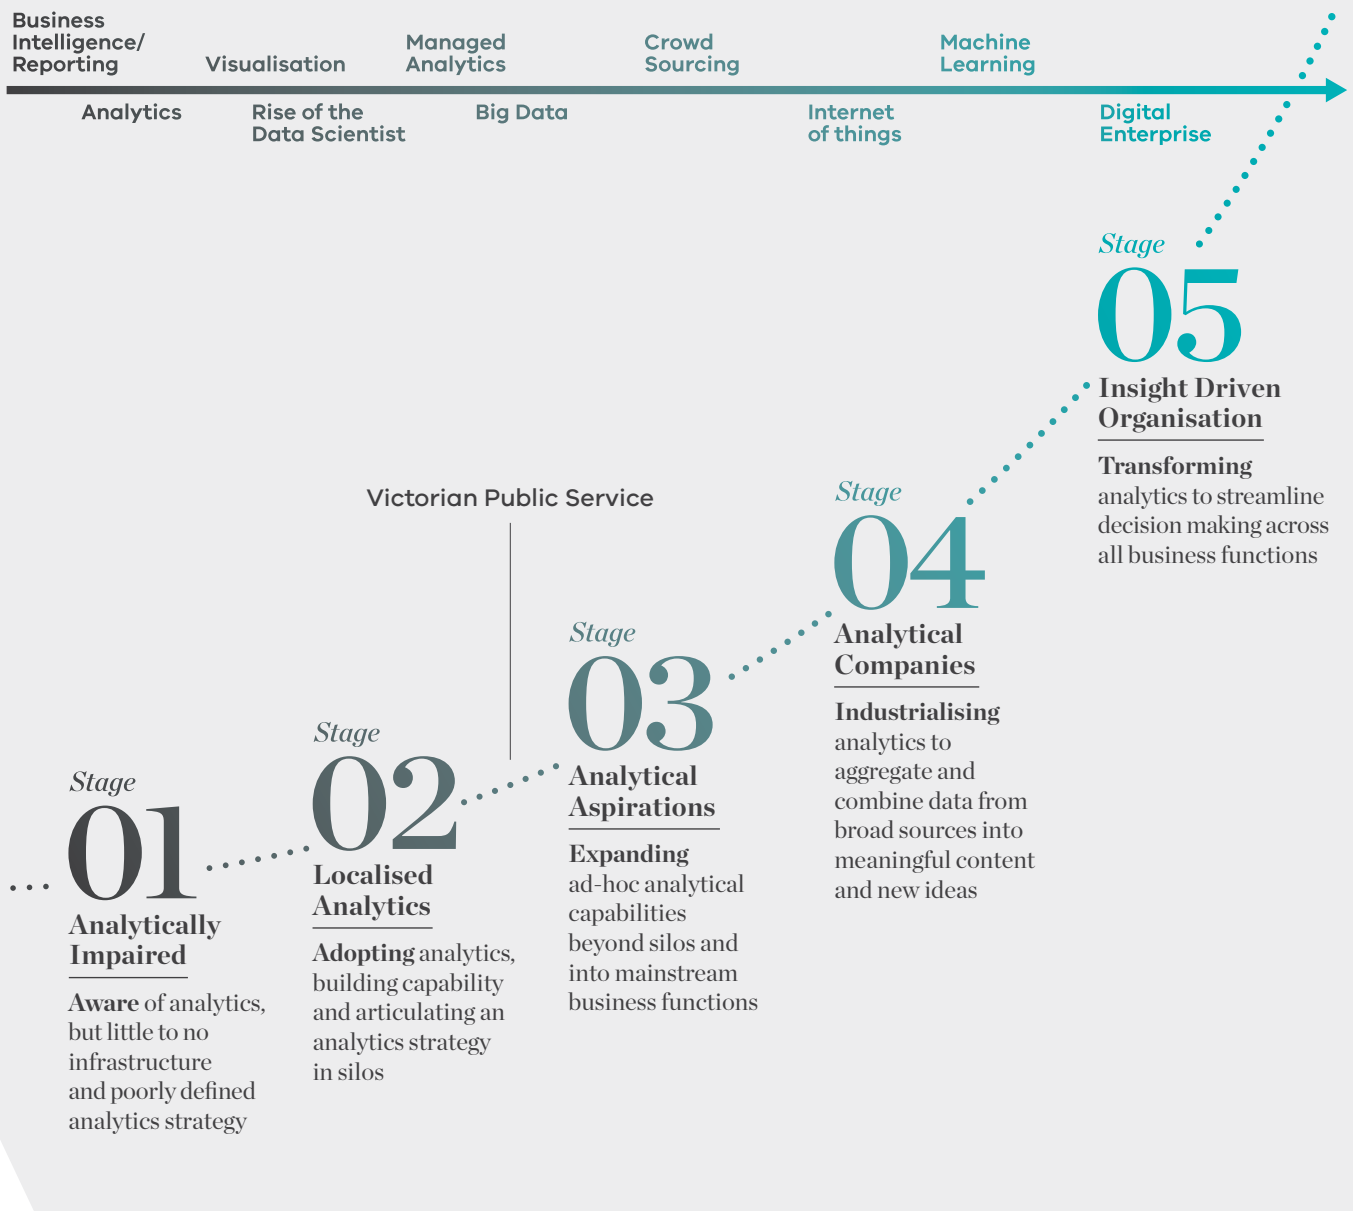 Business
Intelligence/
Reporting
Analytics
Visualisation
Rise of the
Data Scientist
Managed
Analytics
Big Data
Crowd
Sourcing
Internet
of things
Machine
Learning
Digital
Enterprise
Victorian Public Service
Stage
01
Analytically
Impaired
Aware of analytics,
but little to no
infrastructure
and poorly defined
analytics strategy
Stage
02
Localised
Analytics
Adopting analytics,
building capability
and articulating an
analytics strategy
in silos
Stage
03
Analytical
Aspirations
Expanding
ad-hoc analytical
capabilities
beyond silos and
into mainstream
business functions
Stage
04
Analytical
Companies
Industrialising
analytics to
aggregate and
combine data from
broad sources into
meaningful content
and new ideas
Stage
05
Insight Driven
Organisation
Transforming
analytics to streamline
decision making across
all business functions